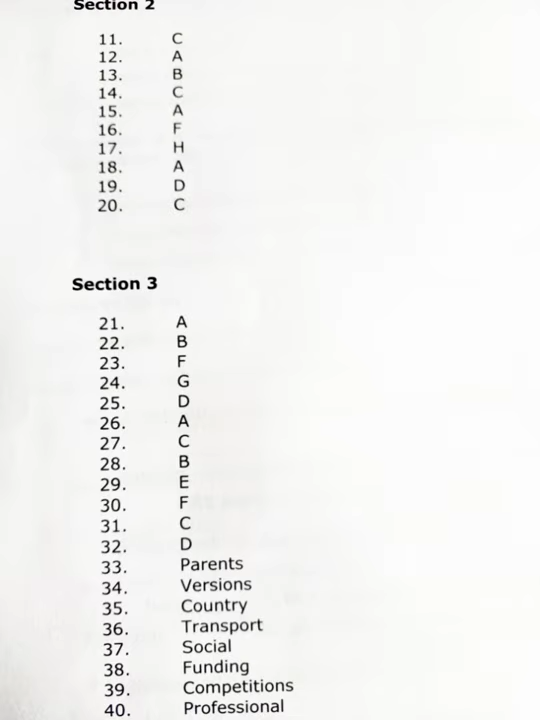 Section 2
11. C
12. A
13. B
14. C
15. A
16. F
17. H
18. A
19. D
20. C
Section 3
21. A
22. B
23. F
24. G
25. D
26. A
27. C
28. B
29. E
30. F
31. C
32. D
33. Parents
34. Versions
35. Country
36. Transport
37. Social
38. Funding
39. Competitions
40. Professional